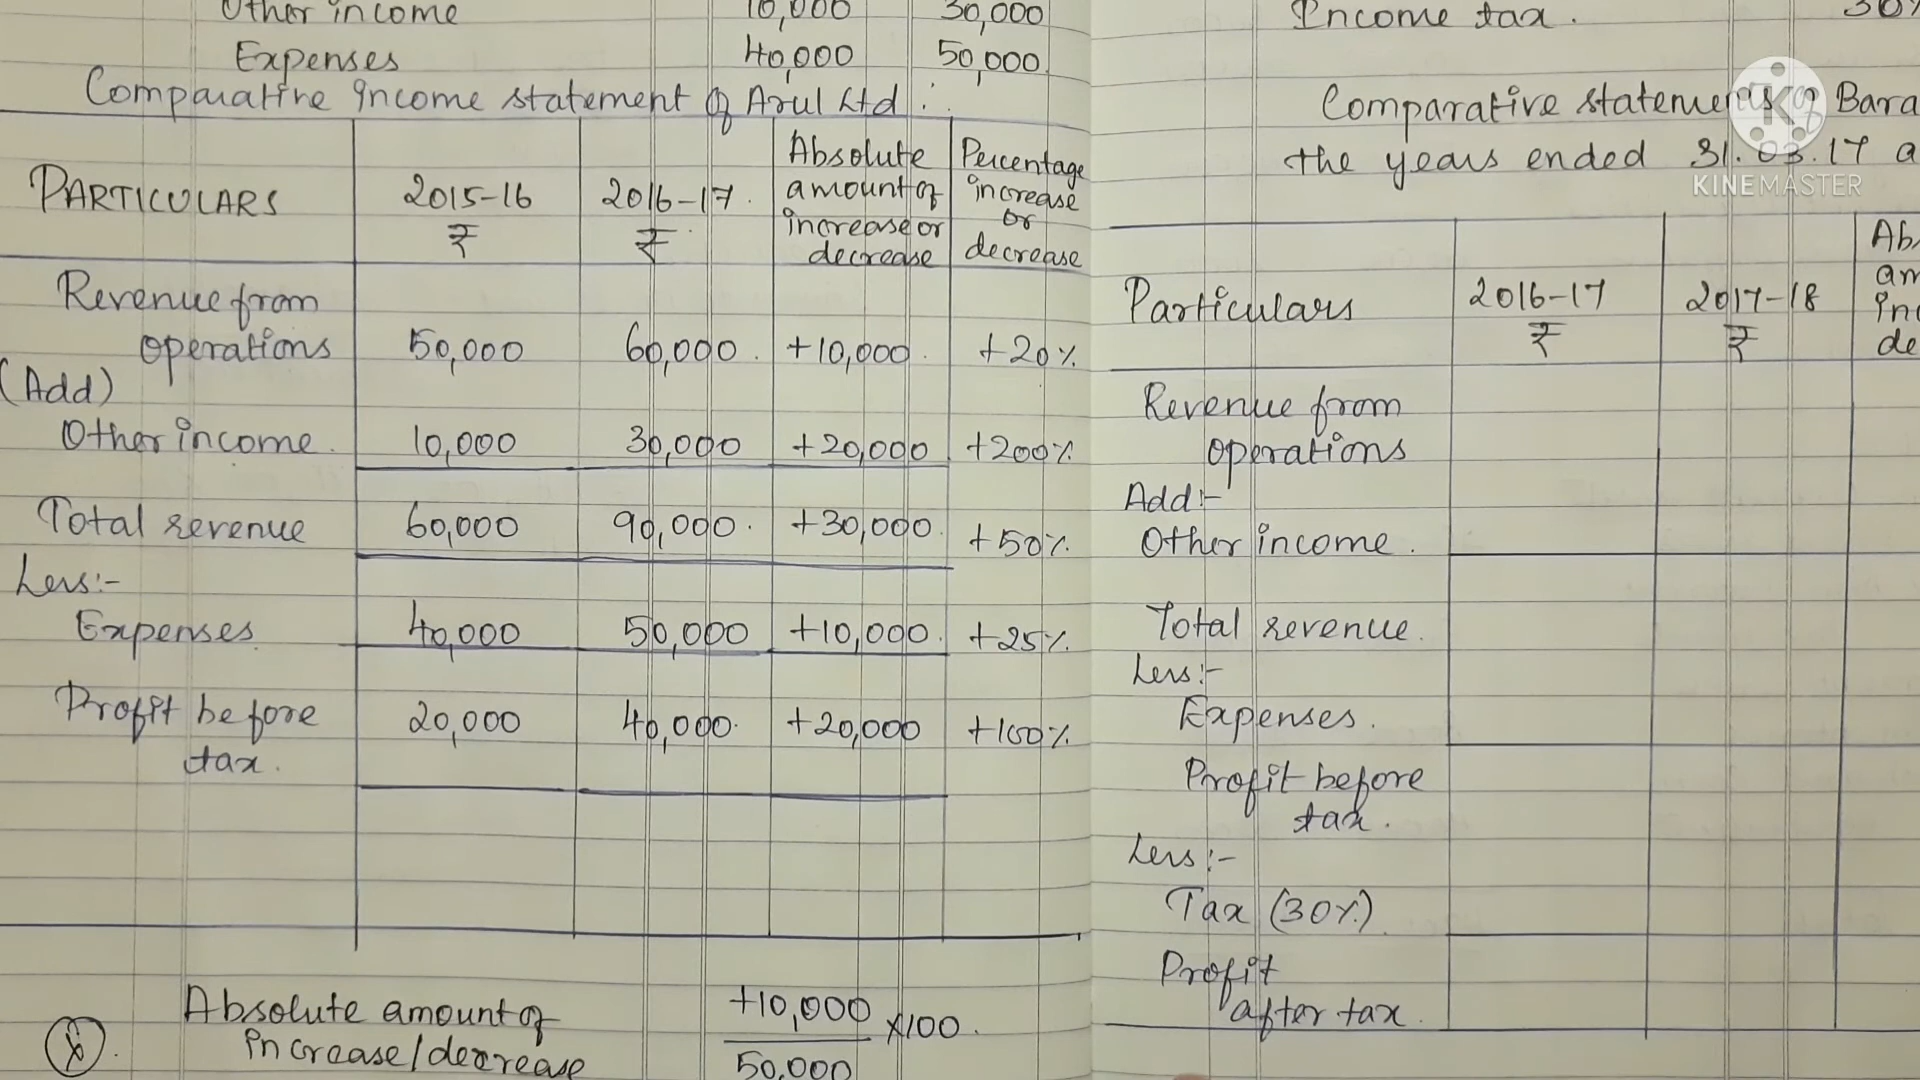 Other income 10,000 30,000
Expenses 40,000 50,000
Comparative income statement of Arul Ltd :
PARTICULARS 2015-16 ₹ 2016-17 ₹ Absolute amount of increase or decrease Percentage increase or decrease
Revenue from
operations 50,000 60,000 +10,000 +20%
(Add)
Other income 10,000 30,000 +20,000 +200%
Total revenue 60,000 90,000 +30,000 +50%
Less:-
Expenses 40,000 50,000 +10,000 +25%
Profit before 20,000 40,000 +20,000 +100%
tax.
Absolute amount of
increase/decrease
+10,000
50,000
×100
Income tax. 30%
Comparative statement of Bara
the years ended 31.03.17 a
KINEMASTER
Particulars 2016-17 ₹ 2017-18 ₹
Revenue from
operations
Add:-
Other income.
Total revenue.
Less:-
Expenses.
Profit before
tax.
Less:-
Tax (30%)
Profit
after tax.